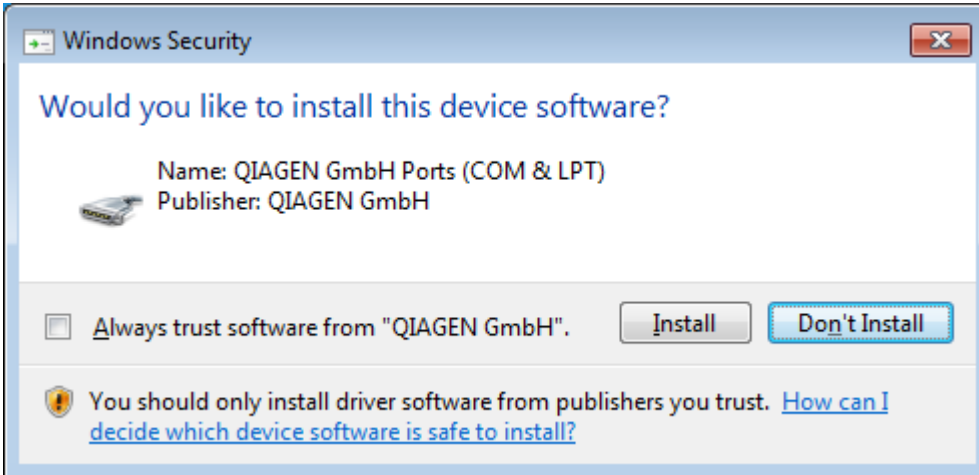 Windows Security
Would you like to install this device software?
Name: QIAGEN GmbH Ports (COM & LPT)
Publisher: QIAGEN GmbH
Always trust software from "QIAGEN GmbH".
Install
Don't Install
You should only install driver software from publishers you trust. How can I
decide which device software is safe to install?